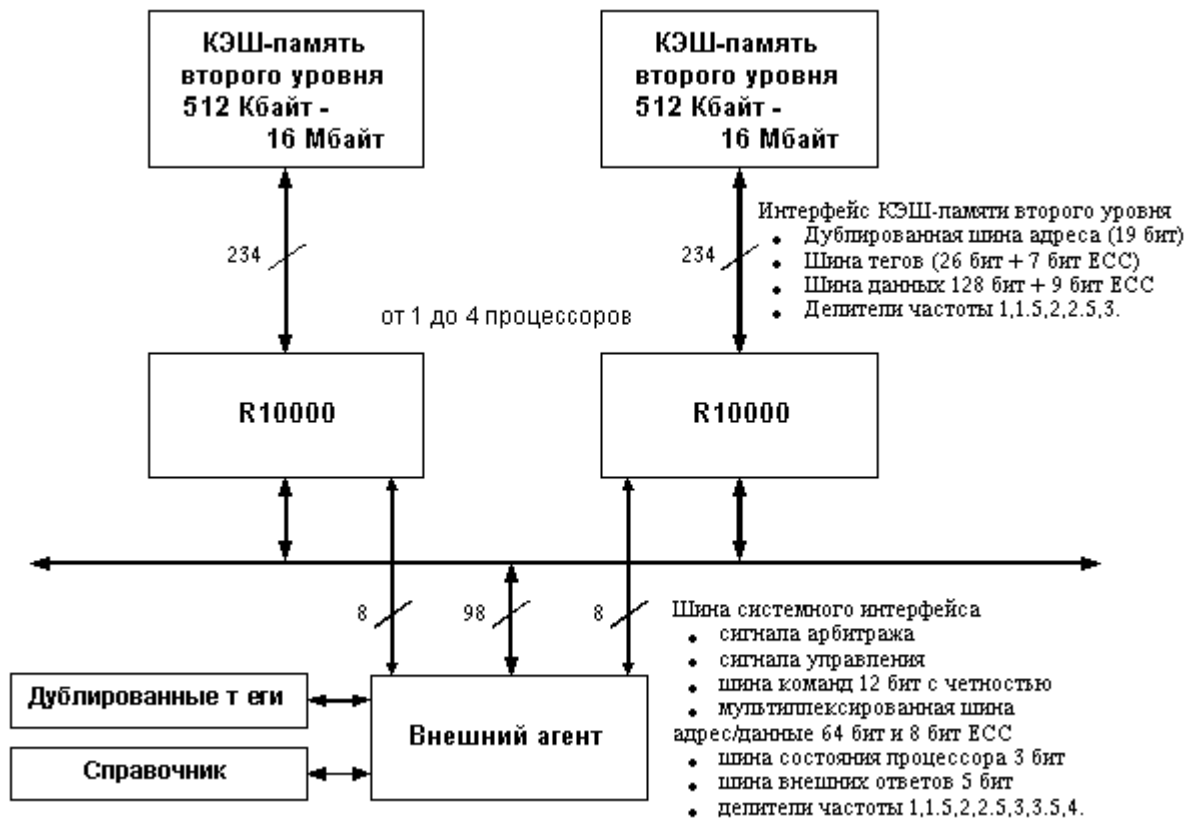 КЭШ-память
второго уровня
512 Кбайт -
16 Мбайт
КЭШ-память
второго уровня
512 Кбайт -
16 Мбайт
234
234
Интерфейс КЭШ-памяти второго уровня
• Дублированная шина адреса (19 бит)
• Шина тегов (26 бит + 7 бит ECC)
• Шина данных 128 бит + 9 бит ECC
• Делители частоты 1,1.5,2,2.5,3.
от 1 до 4 процессоров
R10000
R10000
8
98
8
Шина системного интерфейса
• сигнала арбитража
• сигнала управления
• шина команд 12 бит с четностью
• мультиплексированная шина
адрес/данные 64 бит и 8 бит ECC
• шина состояния процессора 3 бит
• шина внешних ответов 5 бит
• делители частоты 1,1.5,2,2.5,3,3.5,4.
Дублированные т еги
Справочник
Внешний агент